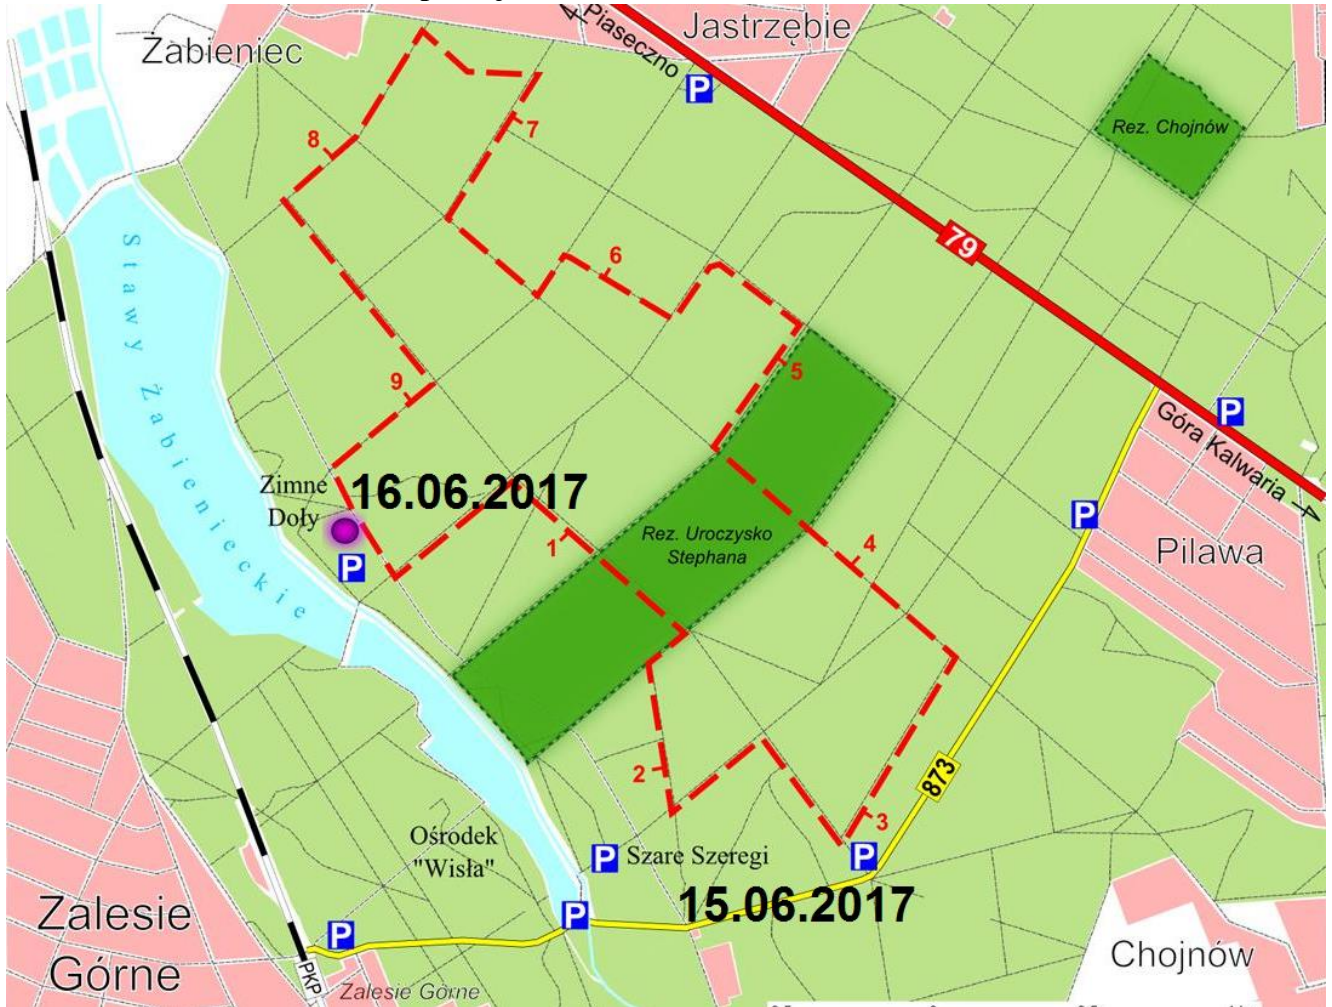 Żabieniec
Piaseczno
Jastrzębie
P
Rez. Chojnów
8
7
79
6
Stawy Żabienieckie
5
9
Góra Kalwaria
P
Zimne
Doły
16.06.2017
P
P
1
Rez. Uroczysko
Stephana
4
Pilawa
2
3
873
Ośrodek
"Wisła"
P
Szare Szeregi
P
15.06.2017
P
P
Zalesie
Górne
PKP
Zalesie Górne
Chojnów